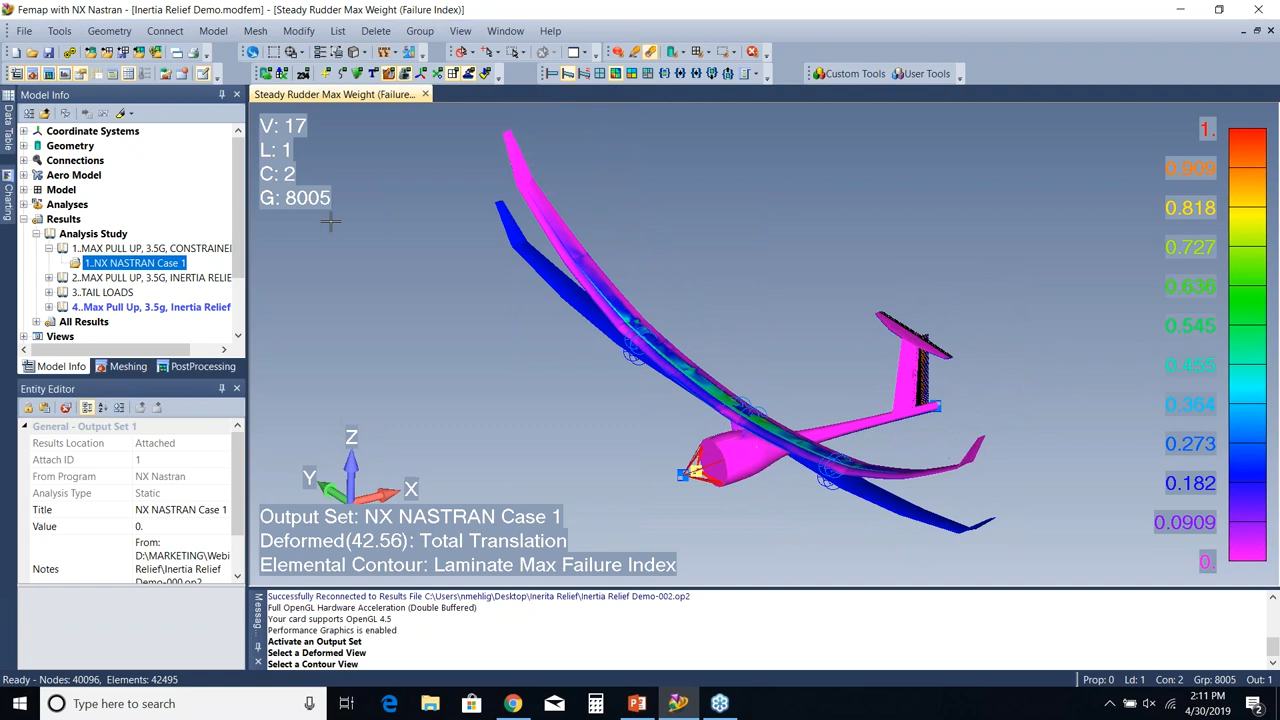 Femap with NX Nastran - [Inertia Relief Demo.modfem] - [Steady Rudder Max Weight (Failure Index)]
File Tools Geometry Connect Model Mesh Modify List Delete Group View Window Help
Custom Tools User Tools
Model Info
Steady Rudder Max Weight (Failure...
Data Table
Charting
Coordinate Systems
Geometry
Connections
Aero Model
Model
Analyses
Results
Analysis Study
1..MAX PULL UP, 3.5G, CONSTRAINE
1..NX NASTRAN Case 1
2..MAX PULL UP, 3.5G, INERTIA RELIE
3..TAIL LOADS
4..Max Pull Up, 3.5g, Inertia Relief
All Results
Views
Model Info Meshing PostProcessing
Entity Editor
General - Output Set 1
Results Location Attached
Attach ID 1
From Program NX Nastran
Analysis Type Static
Title NX NASTRAN Case 1
Value 0.
Notes From:
D:\MARKETING\Webi
Relief\Inertia Relief
Demo-000.op2
V: 17
L: 1
C: 2
G: 8005
Z
Y
X
Output Set: NX NASTRAN Case 1
Deformed(42.56): Total Translation
Elemental Contour: Laminate Max Failure Index
1.
0.909
0.818
0.727
0.636
0.545
0.455
0.364
0.273
0.182
0.0909
0.
Messag...
Successfully Reconnected to Results File C:\Users\nmehlig\Desktop\Inerita Relief\Inertia Relief Demo-002.op2
Full OpenGL Hardware Acceleration (Double Buffered)
Your card supports OpenGL 4.5
Performance Graphics is enabled
Activate an Output Set
Select a Deformed View
Select a Contour View
Ready - Nodes: 40096, Elements: 42495
Prop: 0 Ld: 1 Con: 2 Grp: 8005 Out: 1
Type here to search
2:11 PM
4/30/2019
2